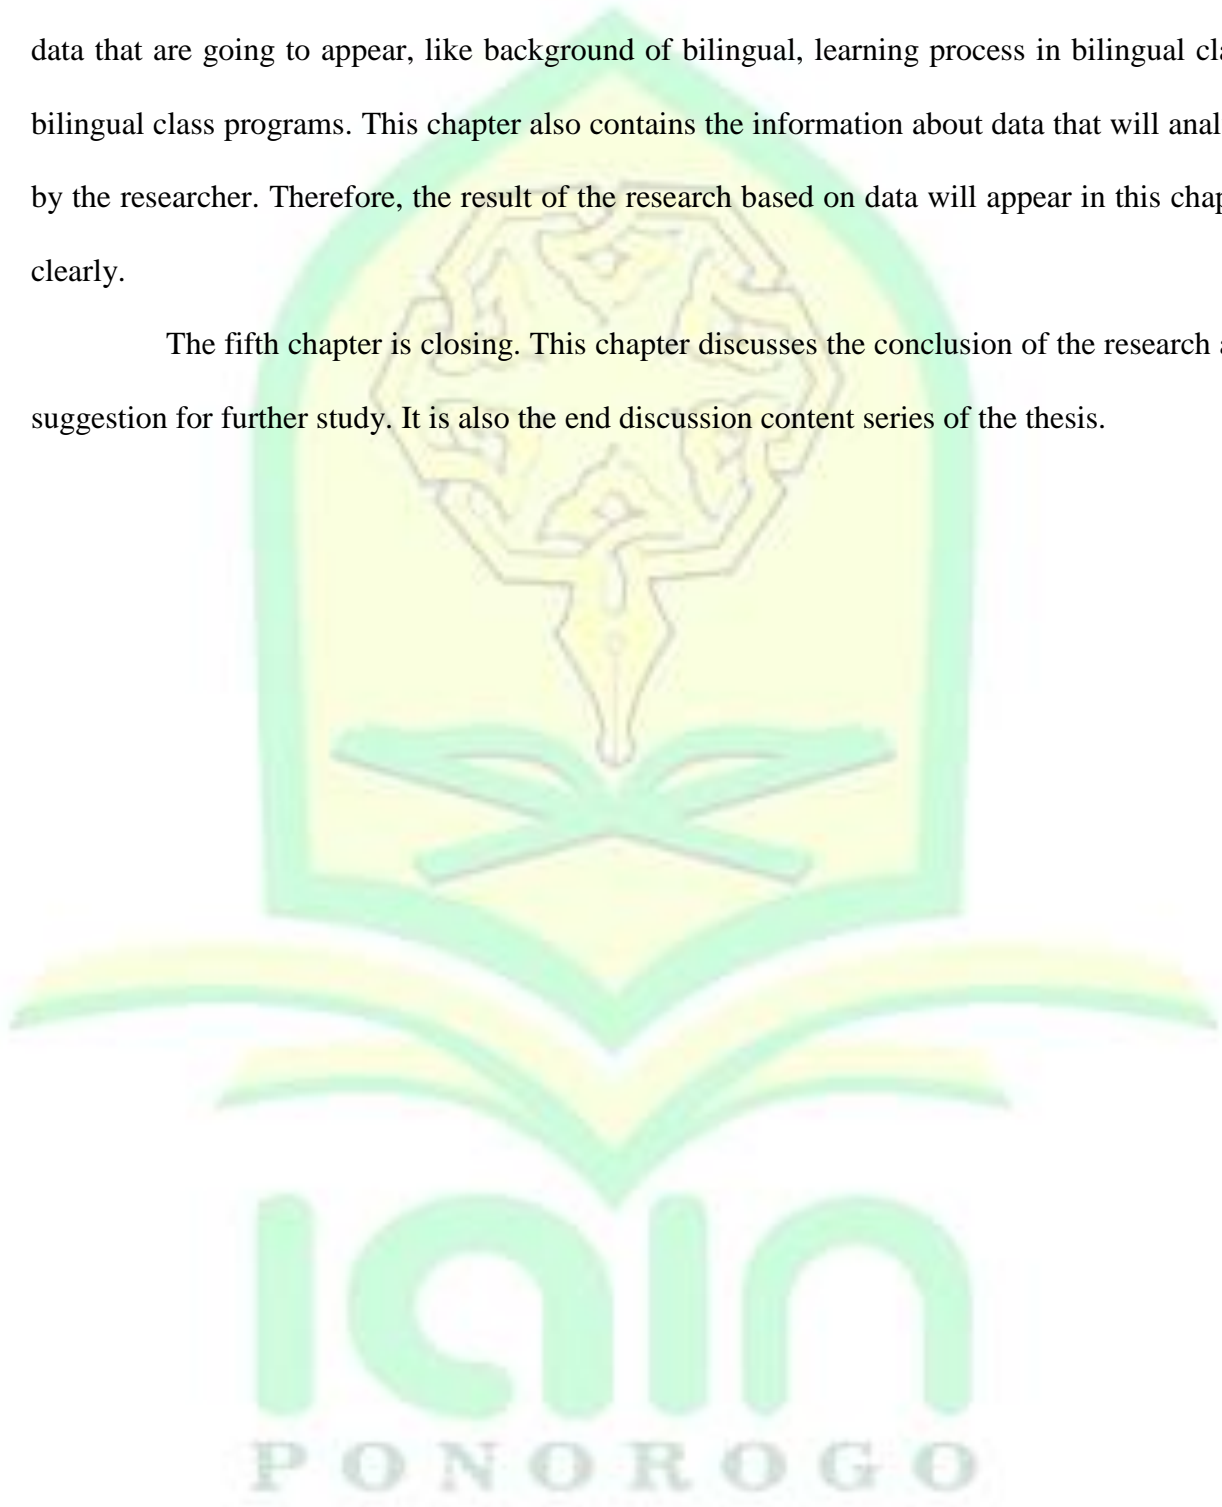 data that are going to appear, like background of bilingual, learning process in bilingual cla
bilingual class programs. This chapter also contains the information about data that will anal
by the researcher. Therefore, the result of the research based on data will appear in this chap
clearly.
The fifth chapter is closing. This chapter discusses the conclusion of the research a
suggestion for further study. It is also the end discussion content series of the thesis.
iain
PONOROGO